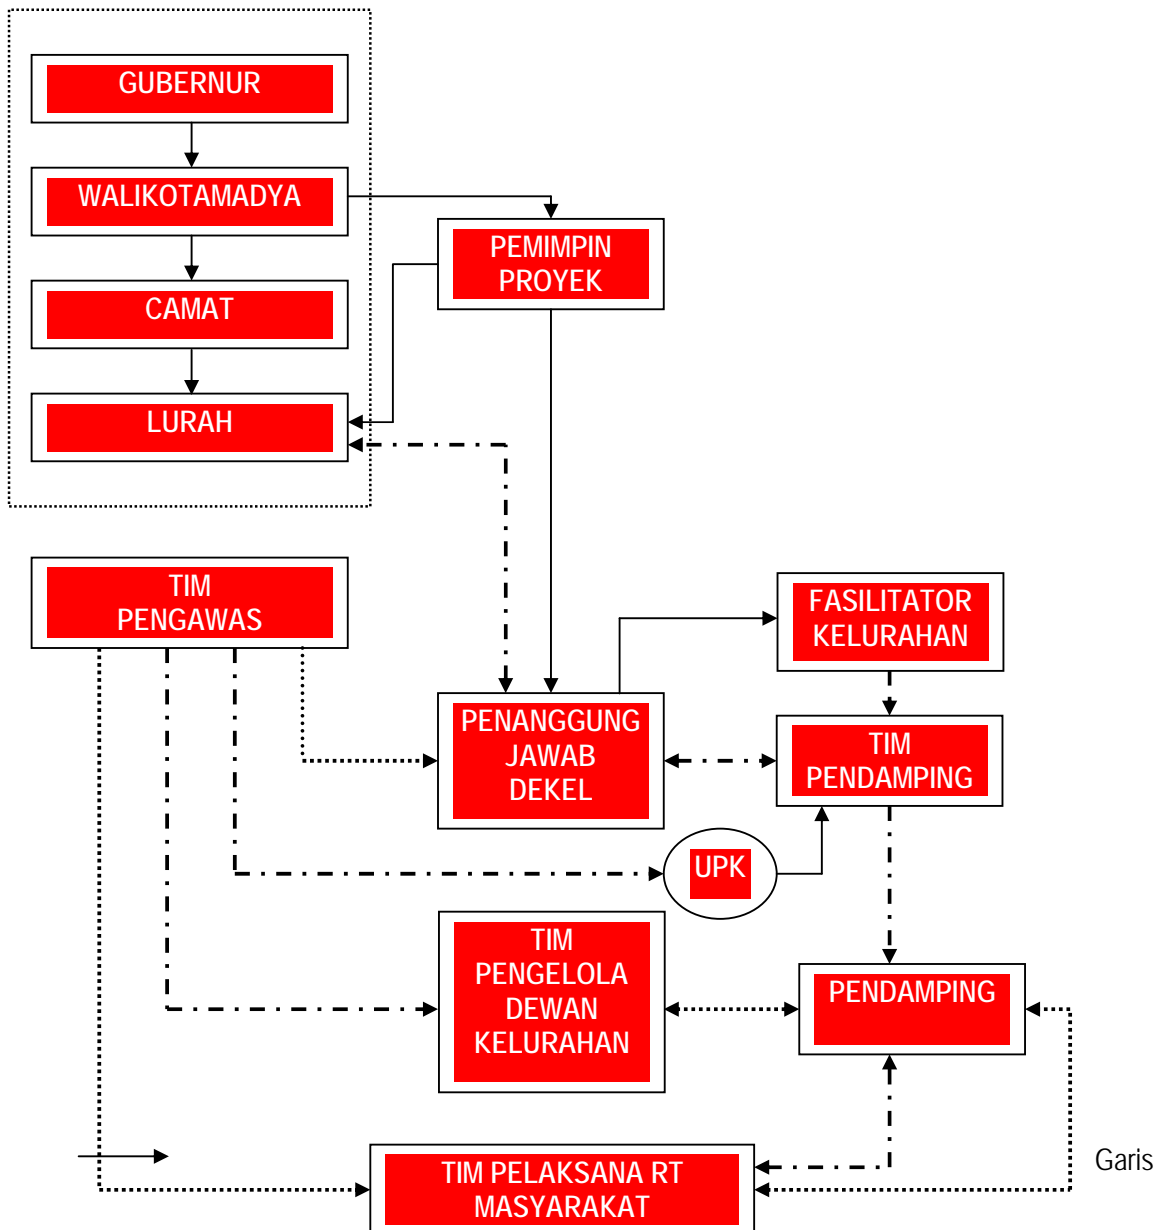 GUBERNUR
WALIKOTAMADYA
PEMIMPIN
PROYEK
CAMAT
LURAH
TIM
PENGAWAS
FASILITATOR
KELURAHAN
PENANGGUNG
JAWAB
DEKEL
TIM
PENDAMPING
UPK
TIM
PENGELOLA
DEWAN
KELURAHAN
PENDAMPING
Garis
TIM PELAKSANA RT
MASYARAKAT